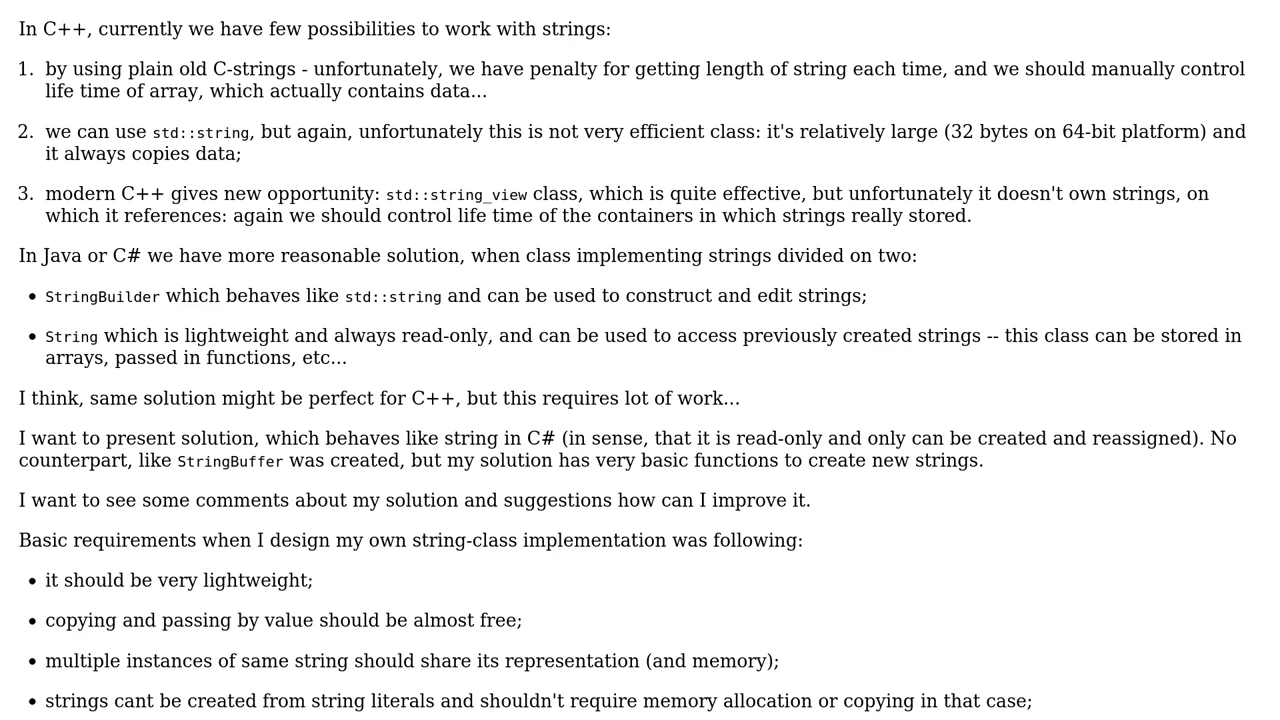 In C++, currently we have few possibilities to work with strings:
1. by using plain old C-strings - unfortunately, we have penalty for getting length of string each time, and we should manually control
life time of array, which actually contains data...
2. we can use std::string, but again, unfortunately this is not very efficient class: it's relatively large (32 bytes on 64-bit platform) and
it always copies data;
3. modern C++ gives new opportunity: std::string_view class, which is quite effective, but unfortunately it doesn't own strings, on
which it references: again we should control life time of the containers in which strings really stored.
In Java or C# we have more reasonable solution, when class implementing strings divided on two:
• StringBuilder which behaves like std::string and can be used to construct and edit strings;
• String which is lightweight and always read-only, and can be used to access previously created strings -- this class can be stored in
arrays, passed in functions, etc...
I think, same solution might be perfect for C++, but this requires lot of work...
I want to present solution, which behaves like string in C# (in sense, that it is read-only and only can be created and reassigned). No
counterpart, like StringBuffer was created, but my solution has very basic functions to create new strings.
I want to see some comments about my solution and suggestions how can I improve it.
Basic requirements when I design my own string-class implementation was following:
• it should be very lightweight;
• copying and passing by value should be almost free;
• multiple instances of same string should share its representation (and memory);
• strings cant be created from string literals and shouldn't require memory allocation or copying in that case;